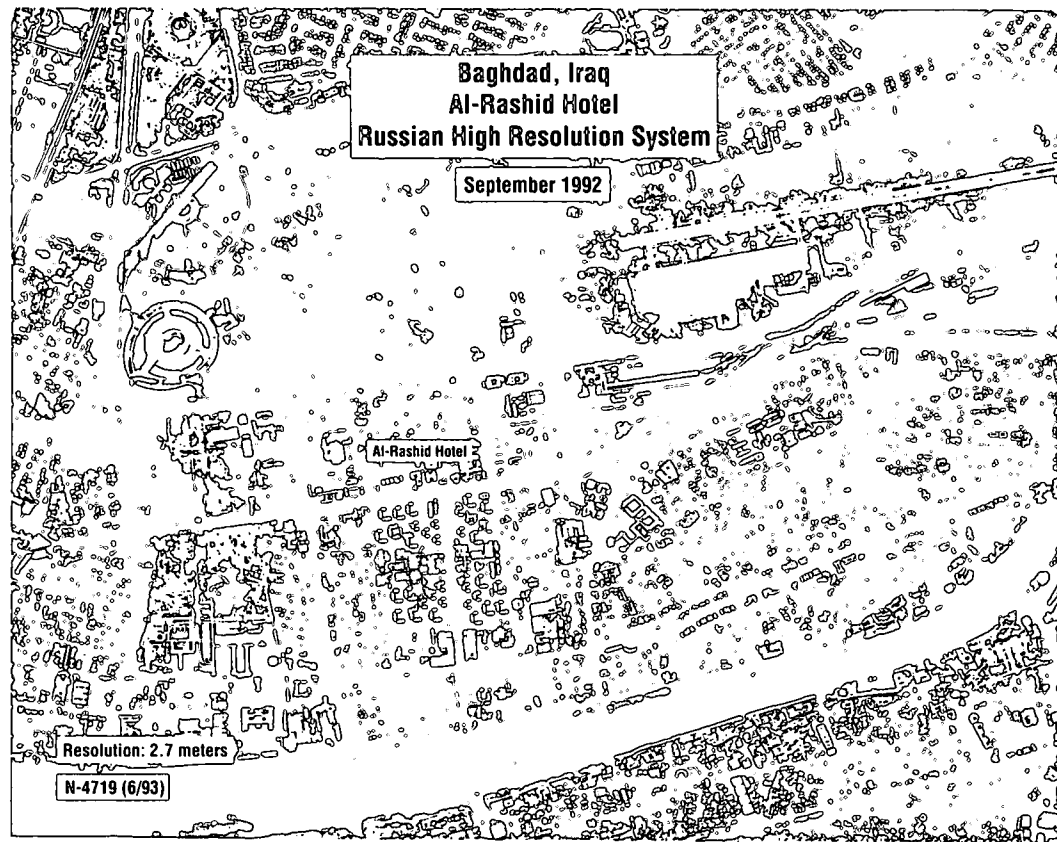 Baghdad, Iraq
Al-Rashid Hotel
Russian High Resolution System
September 1992
Al-Rashid Hotel
Resolution: 2.7 meters
N-4719 (6/93)